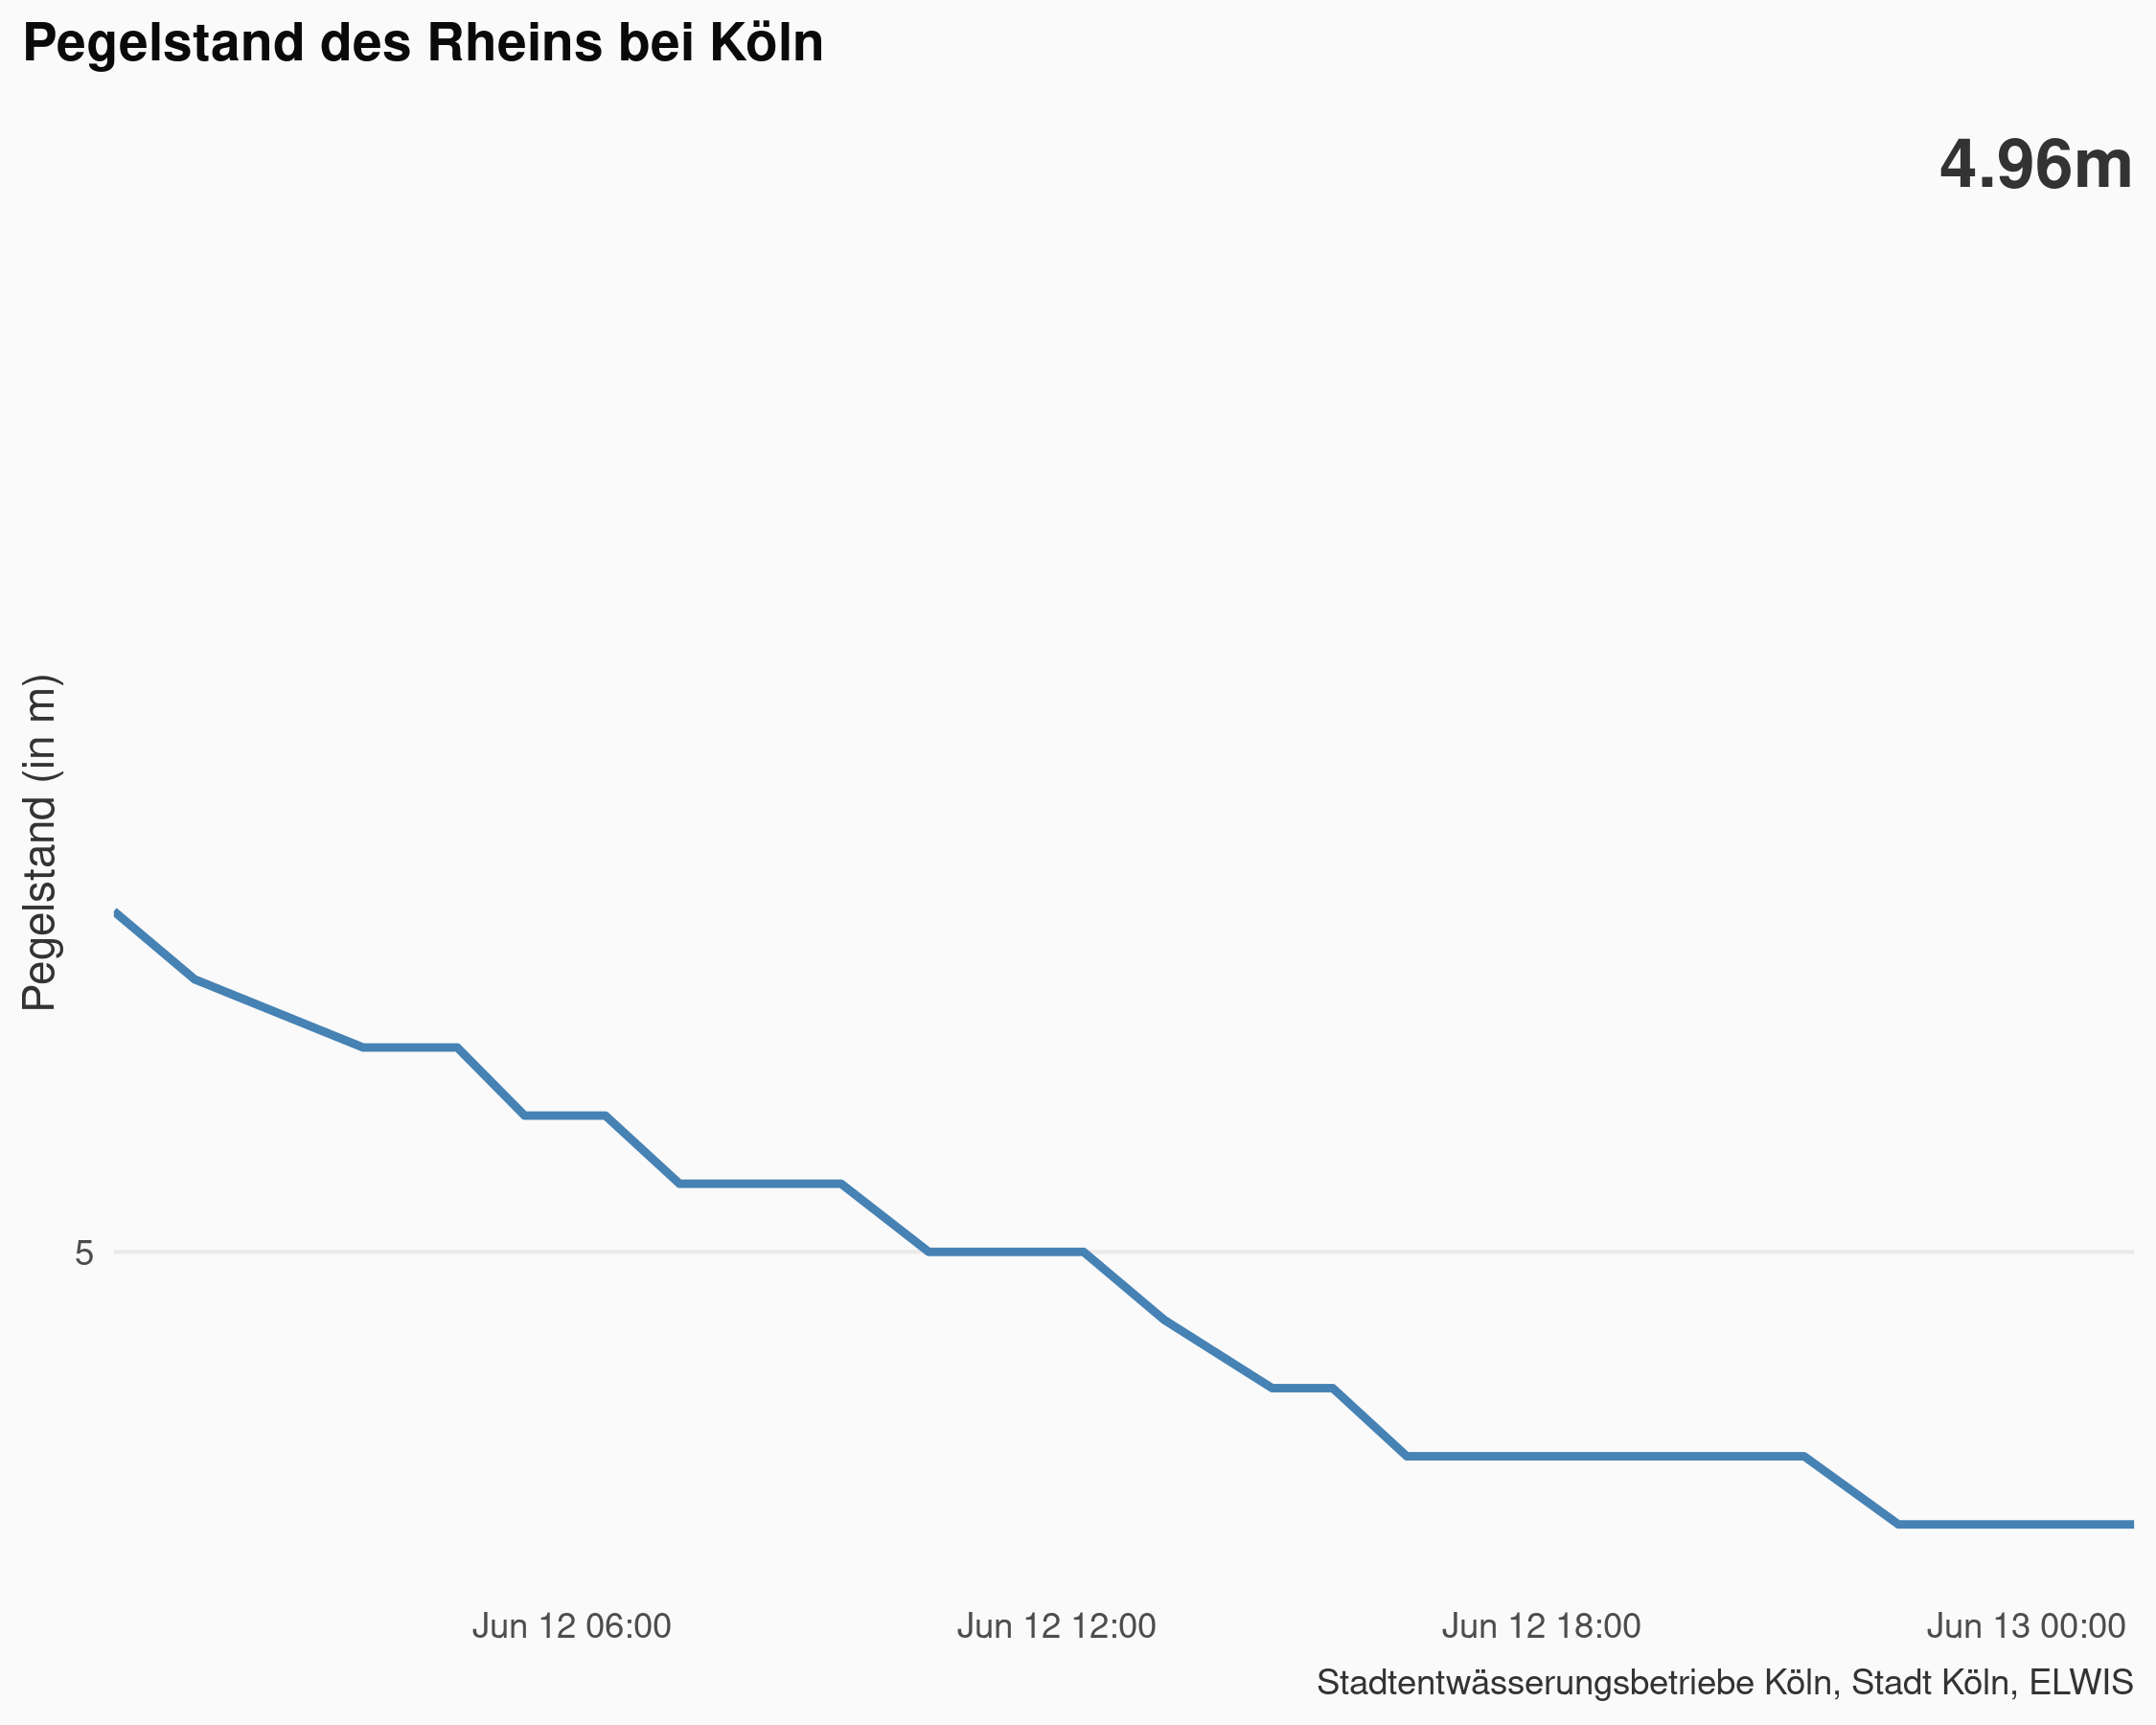 Pegelstand des Rheins bei Köln
4.96m
Pegelstand (in m)
5
Jun 12 06:00
Jun 12 12:00
Jun 12 18:00
Jun 13 00:00
Stadtentwässerungsbetriebe Köln, Stadt Köln, ELWIS